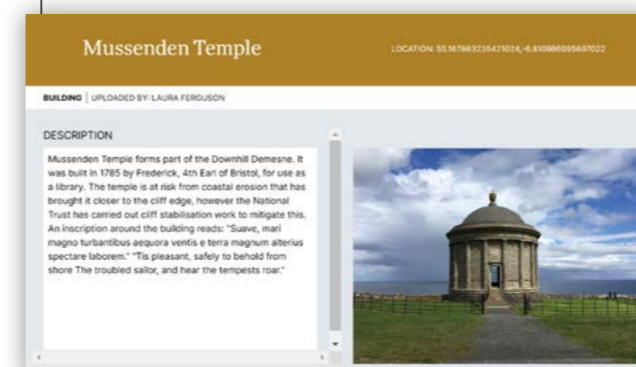 Mussenden Temple
LOCATION: 55.167863235421024,-6.810986995697022
BUILDING | UPLOADED BY: LAURA FERGUSON
DESCRIPTION
Mussenden Temple forms part of the Downhill Demesne. It
was built in 1785 by Frederick, 4th Earl of Bristol, for use as
a library. The temple is at risk from coastal erosion that has
brought it closer to the cliff edge, however the National
Trust has carried out cliff stabilisation work to mitigate this.
An inscription around the building reads: "Suave, mari
magno turbantibus aequora ventis e terra magnum alterius
spectare laborem." "Tis pleasant, safely to behold from
shore The troubled sailor, and hear the tempests roar."